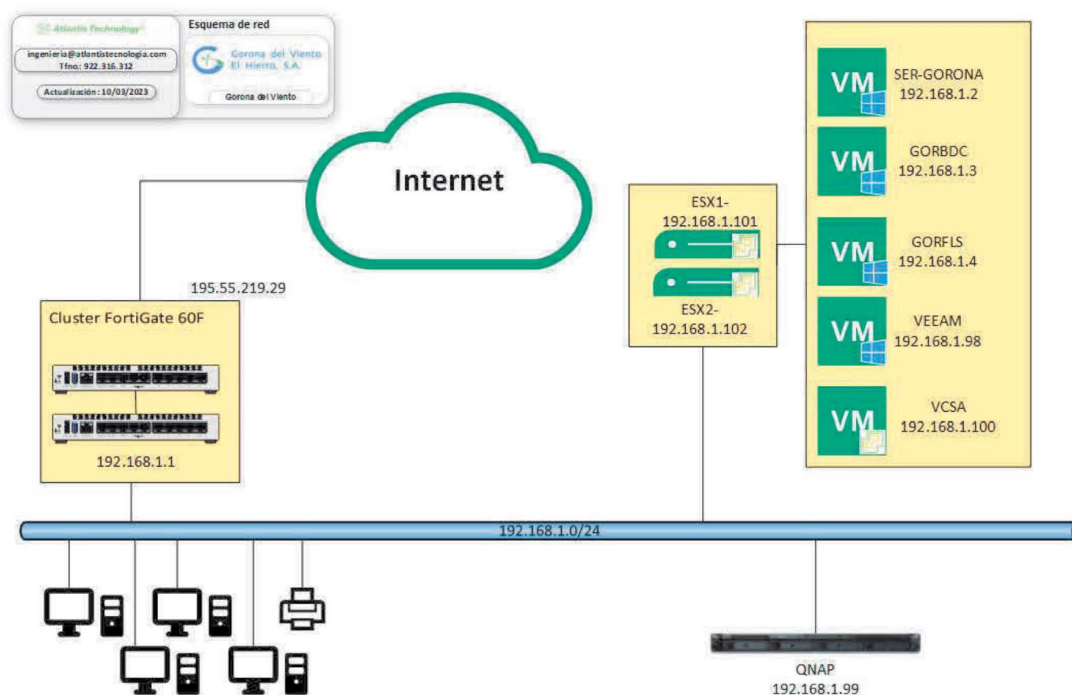 Atlantis Technology
ingenieria@atlantistecnologia.com
Tfno.: 922.316.312
Actualización: 10/03/2023
Esquema de red
Gorona del Viento
El Hierro, S.A.
Gorona del Viento
Internet
195.55.219.29
Cluster FortiGate 60F
192.168.1.1
ESX1-
192.168.1.101
ESX2-
192.168.1.102
VM
SER-GORONA
192.168.1.2
VM
GORBDC
192.168.1.3
VM
GORFLS
192.168.1.4
VM
VEEAM
192.168.1.98
VM
VCSA
192.168.1.100
192.168.1.0/24
QNAP
192.168.1.99